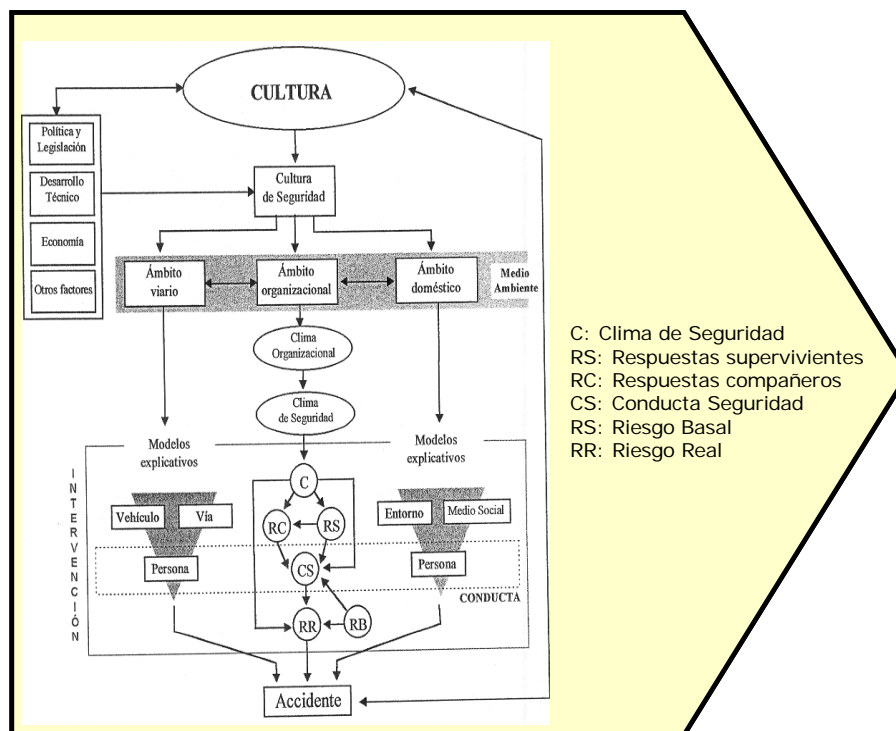 CULTURA
Política y
Legislación
Desarrollo
Técnico
Economía
Otros factores
Cultura
de Seguridad
Ámbito
viario
Ámbito
organizacional
Ámbito
doméstico
Medio
Ambiente
Clima
Organizacional
Clima
de Seguridad
Modelos
explicativos
Modelos
explicativos
INTERVENCIÓN
C
RC
RS
CS
RR
RB
Vehículo
Vía
Persona
Entorno
Medio Social
Persona
CONDUCTA
Accidente
C: Clima de Seguridad
RS: Respuestas supervivientes
RC: Respuestas compañeros
CS: Conducta Seguridad
RS: Riesgo Basal
RR: Riesgo Real